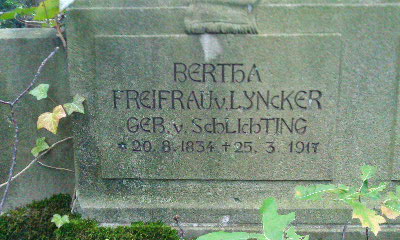 BERTHA
FREIFRAU v. LYNCKER
GEB. v. SCHLICHTING
* 20. 8. 1834 + 25. 3. 1917